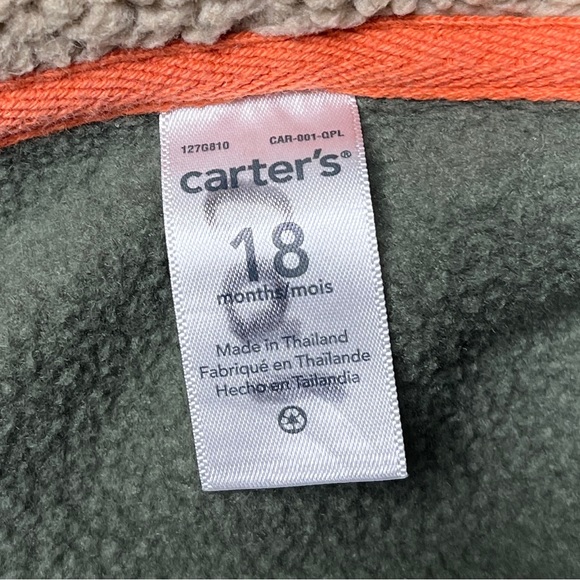 127G810 CAR-001-QPL
carter's®
18
months/mois
Made in Thailand
Fabriqué en Thaïlande
Hecho en Tailandia